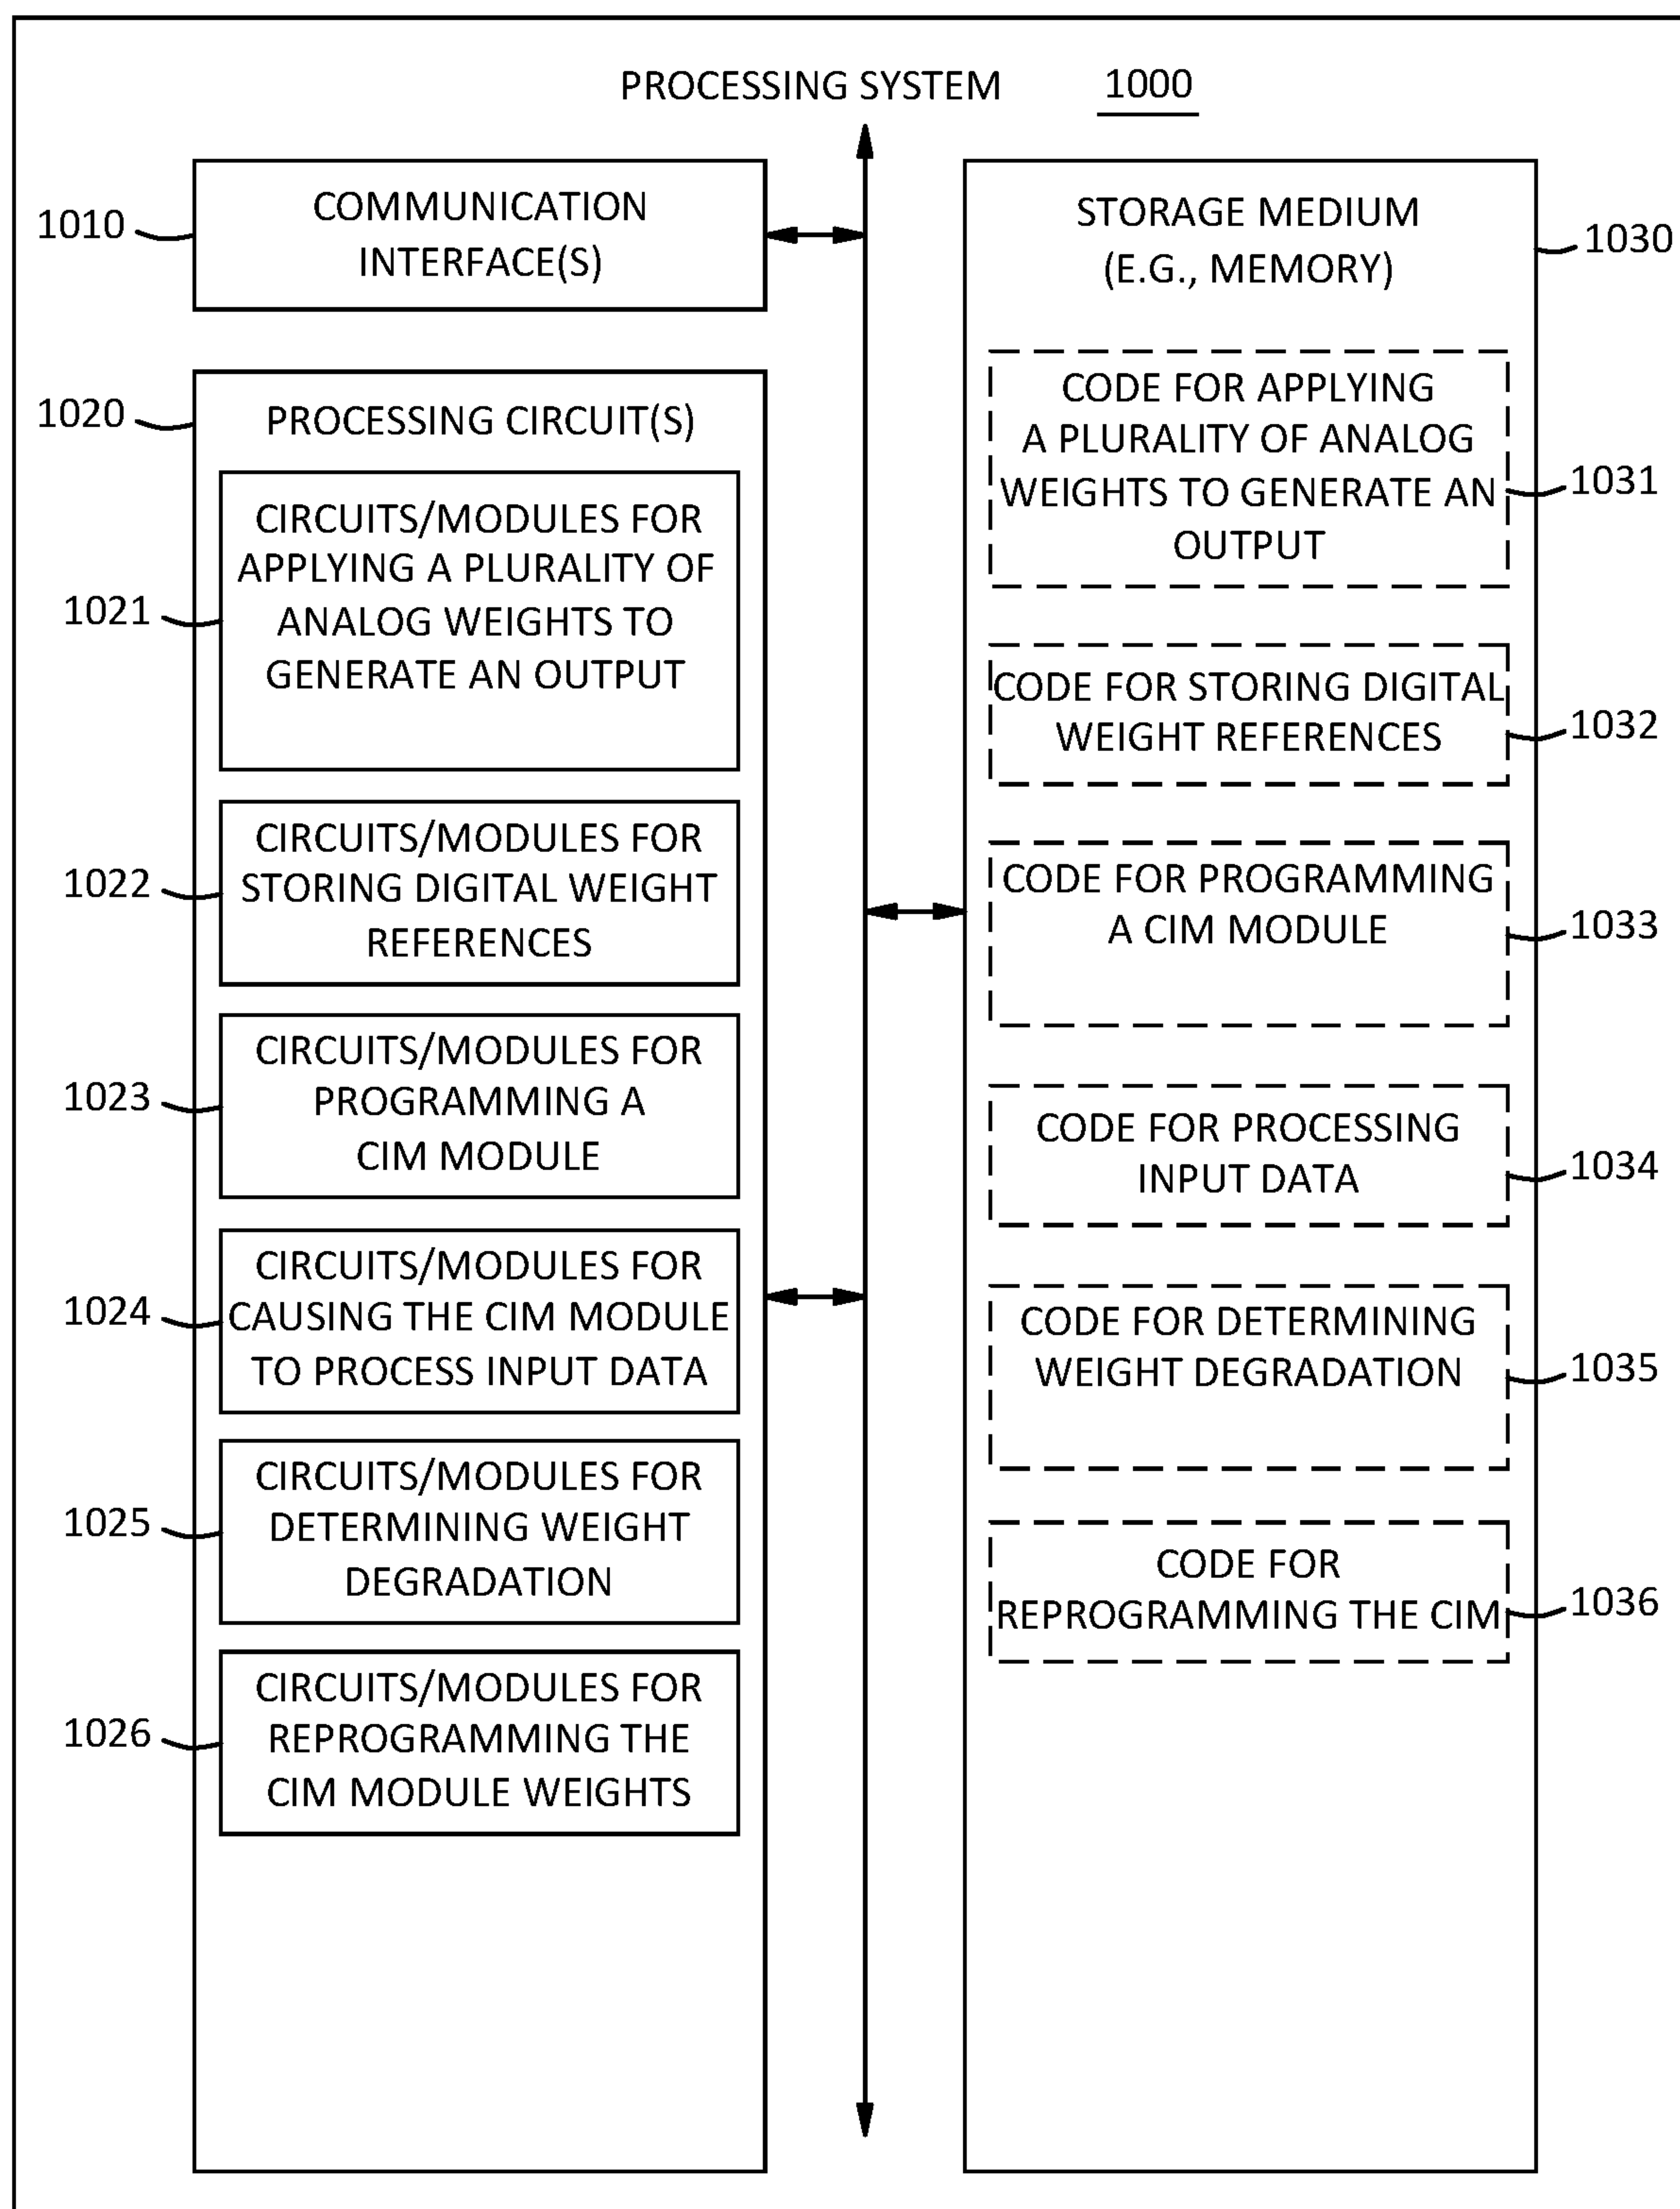 PROCESSING SYSTEM 1000
1010
COMMUNICATION
INTERFACE(S)
1020
PROCESSING CIRCUIT(S)
1021
CIRCUITS/MODULES FOR
APPLYING A PLURALITY OF
ANALOG WEIGHTS TO
GENERATE AN OUTPUT
1022
CIRCUITS/MODULES FOR
STORING DIGITAL WEIGHT
REFERENCES
1023
CIRCUITS/MODULES FOR
PROGRAMMING A
CIM MODULE
1024
CIRCUITS/MODULES FOR
CAUSING THE CIM MODULE
TO PROCESS INPUT DATA
1025
CIRCUITS/MODULES FOR
DETERMINING WEIGHT
DEGRADATION
1026
CIRCUITS/MODULES FOR
REPROGRAMMING THE
CIM MODULE WEIGHTS
STORAGE MEDIUM
(E.G., MEMORY)
1030
CODE FOR APPLYING
A PLURALITY OF ANALOG
WEIGHTS TO GENERATE AN
OUTPUT
1031
CODE FOR STORING DIGITAL
WEIGHT REFERENCES
1032
CODE FOR PROGRAMMING
A CIM MODULE
1033
CODE FOR PROCESSING
INPUT DATA
1034
CODE FOR DETERMINING
WEIGHT DEGRADATION
1035
CODE FOR
REPROGRAMMING THE CIM
1036